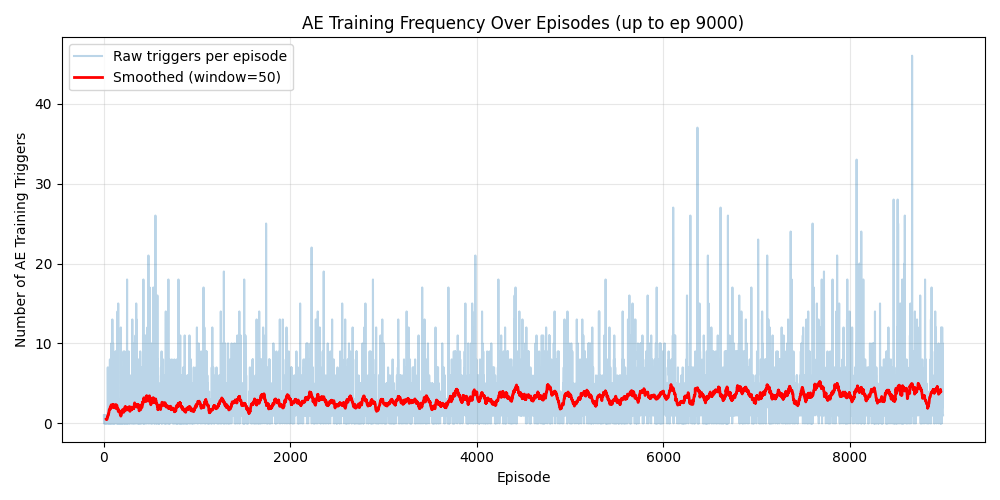 AE Training Frequency Over Episodes (up to ep 9000)
Raw triggers per episode
Smoothed (window=50)
Number of AE Training Triggers
40
30
20
10
0
0 2000 4000 6000 8000
Episode